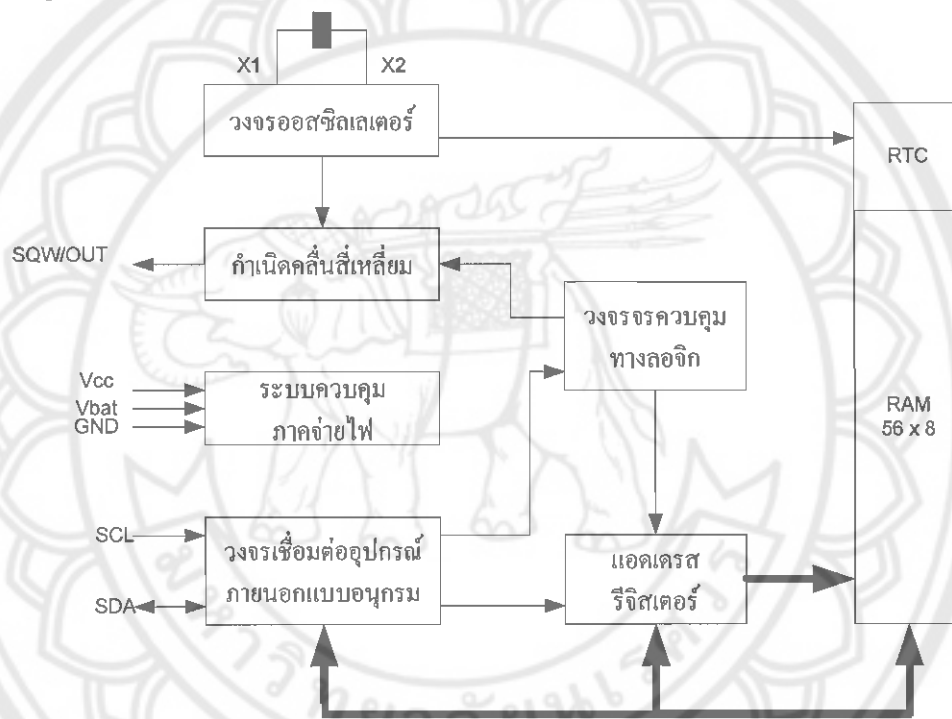 X1
X2
วงจรออสซิลเลเตอร์
RTC
SQW/OUT
กำเนิดคลื่นสี่เหลี่ยม
วงจรจรควบคุม
ทางลอจิก
Vcc
Vbat
GND
ระบบควบคุม
ภาคจ่ายไฟ
RAM
56 x 8
SCL
SDA
วงจรเชื่อมต่ออุปกรณ์
ภายนอกแบบอนุกรม
แอดเดรส
รีจิสเตอร์